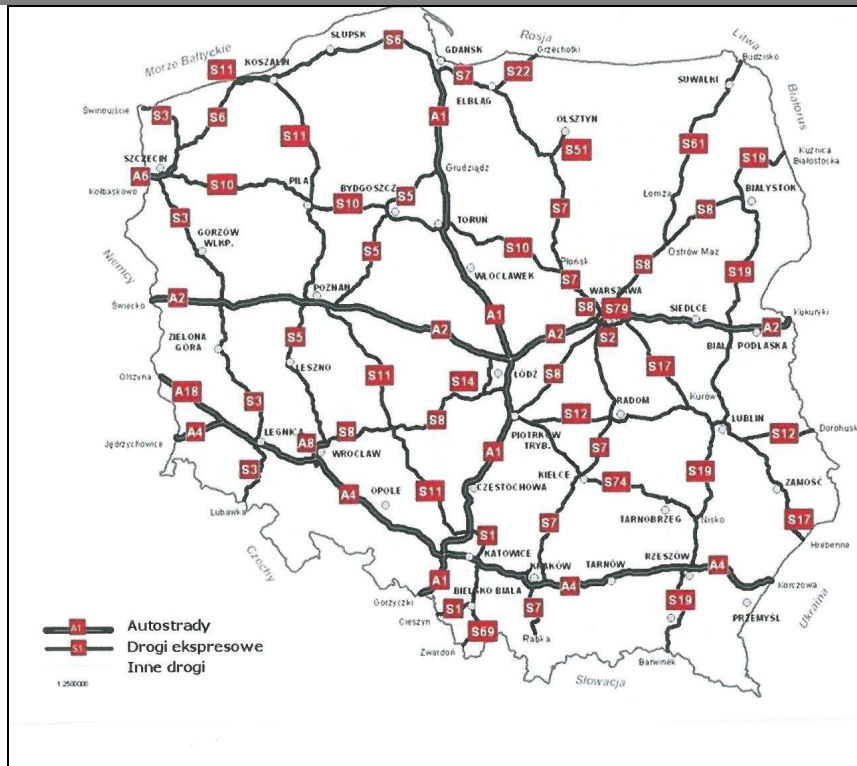 Morze Bałtyckie
SŁUPSK
S6
GDAŃSK
Rosja
Grzechotki
Litwa
Budzisko
S11
KOSZALIN
S7
S22
ELBLĄG
SUWAŁKI
Białoruś
Świnoujście
S3
S6
A1
OLSZTYN
S11
S51
S61
Kuźnica
Białostocka
S19
SZCZECIN
A6
Kołbaskowo
S10
PIŁA
BYDGOSZCZ
Grudziądz
S5
S10
Łomża
BIAŁYSTOK
S8
S3
GORZÓW
WLKP.
TORUŃ
S7
S5
S10
Ostrów Maz
Niemcy
WŁOCŁAWEK
Płońsk
S7
S8
S19
Świecko
A2
POZNAŃ
A1
S8
WARSZAWA
S79
SIEDLCE
Kukuryki
A2
A2
S2
A2
BIAŁ
PODLASKA
ZIELONA
GÓRA
S5
LESZNO
S11
S14
ŁÓDŹ
S8
S17
Olszyna
A18
S3
Kurów
A4
S8
S8
S12
RADOM
LUBLIN
Jędrzychowice
LEGNICA
A8
WROCŁAW
PIOTRKÓW
TRYB.
S7
S12
Dorohusk
S3
A1
KIELCE
S19
A4
OPOLE
S11
CZĘSTOCHOWA
S74
ZAMOŚĆ
Lubawka
TARNOBRZEG
Nisko
S17
S7
Hrebenne
Czechy
S1
KATOWICE
KRAKÓW
TARNÓW
RZESZÓW
A4
A1
A4
Korczowa
Gorzyczki
BIELSKO BIAŁA
S1
S7
S19
PRZEMYŚL
Ukraina
Cieszyn
S69
Rabka
Zwardoń
Barwinek
Słowacja
A1 Autostrady
S1 Drogi ekspresowe
Inne drogi
1:2500000